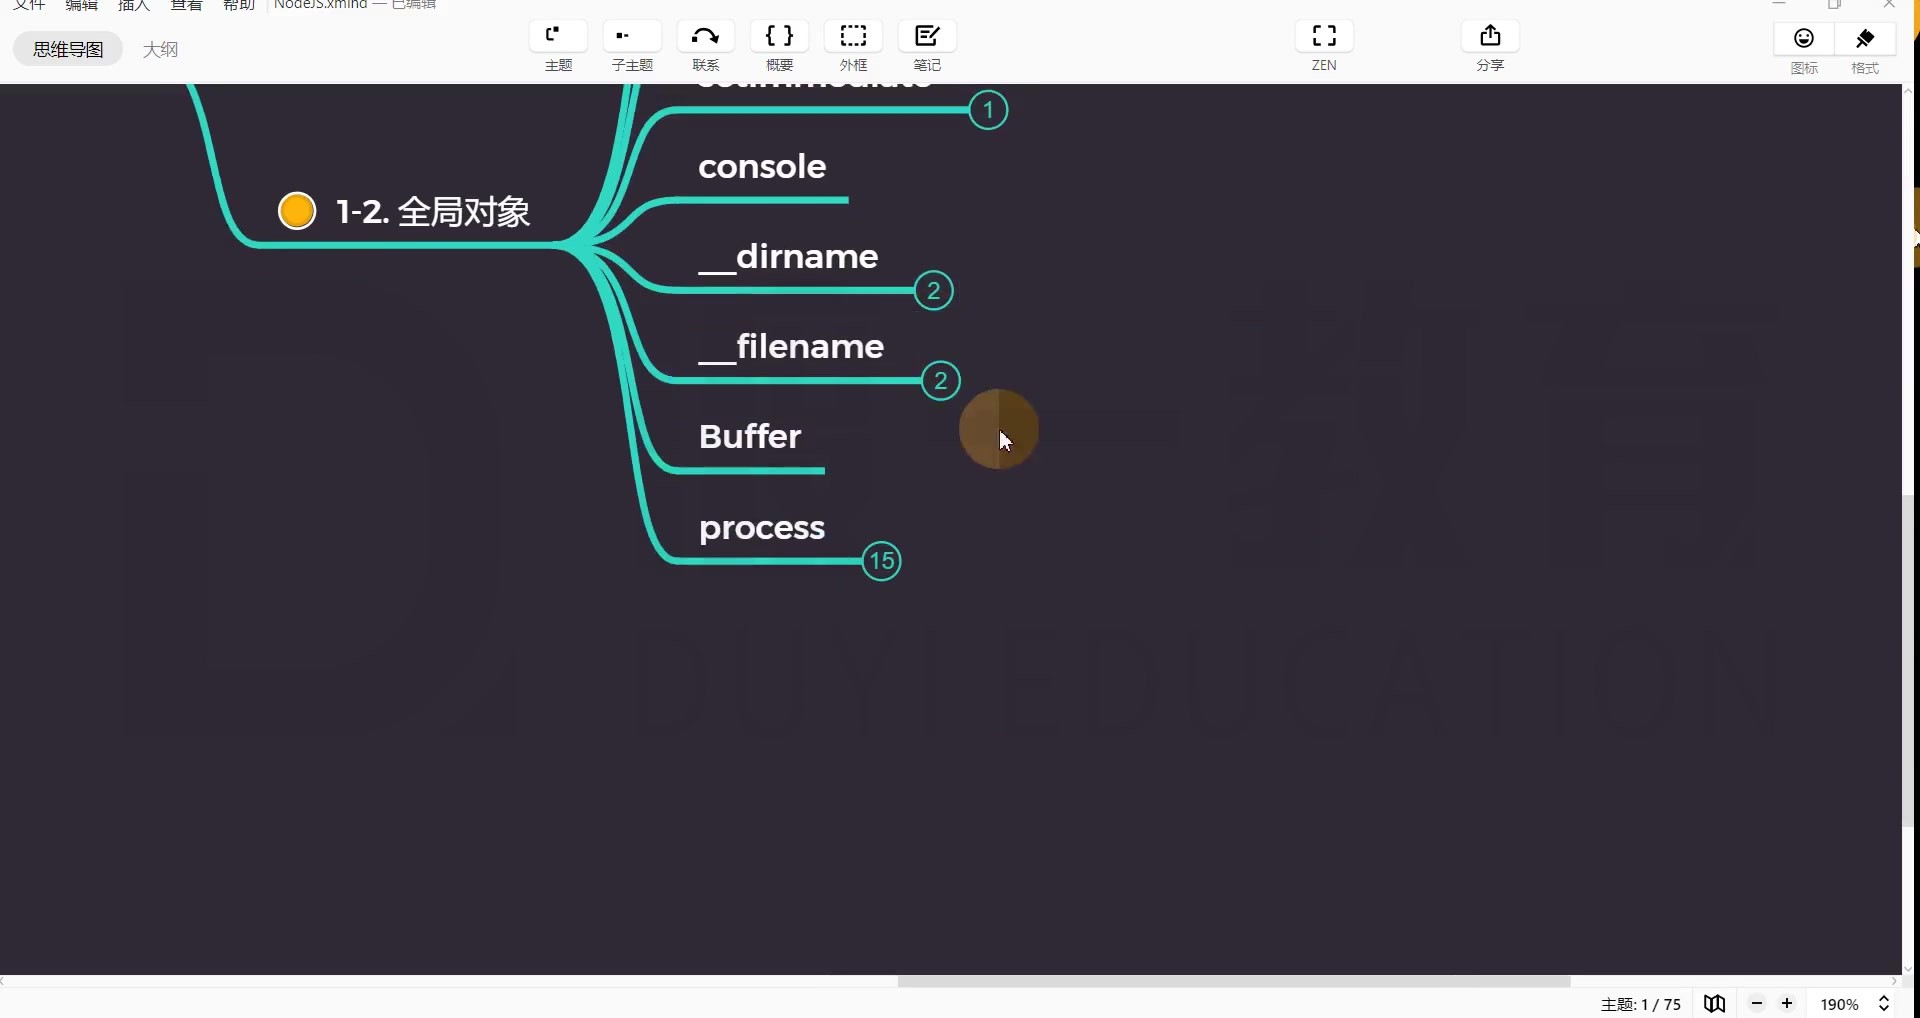 文件 编辑 插入 查看 帮助 NodeJS.xmind — 已编辑
思维导图 大纲
主题 子主题 联系 概要 外框 笔记 ZEN 分享 图标 格式
setImmediate
1
console
1-2. 全局对象
__dirname
2
__filename
2
Buffer
process
15
DUYI EDUCATION
主题: 1 / 75 190%